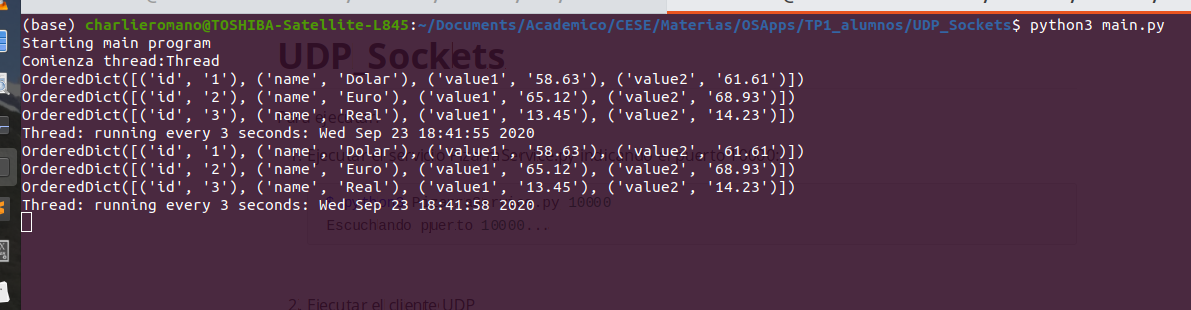 (base) charlieromano@TOSHIBA-Satellite-L845:~/Documents/Academico/CESE/Materias/OSApps/TP1_alumnos/UDP_Sockets$ python3 main.py
Starting main program
Comienza thread:Thread
UDP Sockets
OrderedDict([('id', '1'), ('name', 'Dolar'), ('value1', '58.63'), ('value2', '61.61')])
OrderedDict([('id', '2'), ('name', 'Euro'), ('value1', '65.12'), ('value2', '68.93')])
OrderedDict([('id', '3'), ('name', 'Real'), ('value1', '13.45'), ('value2', '14.23')])
Thread: running every 3 seconds: Wed Sep 23 18:41:55 2020
OrderedDict([('id', '1'), ('name', 'Dolar'), ('value1', '58.63'), ('value2', '61.61')])
OrderedDict([('id', '2'), ('name', 'Euro'), ('value1', '65.12'), ('value2', '68.93')])
OrderedDict([('id', '3'), ('name', 'Real'), ('value1', '13.45'), ('value2', '14.23')])
Thread: running every 3 seconds: Wed Sep 23 18:41:58 2020
.py 10000
Escuchando puerto 10000...
2. Ejecutar el cliente UDP